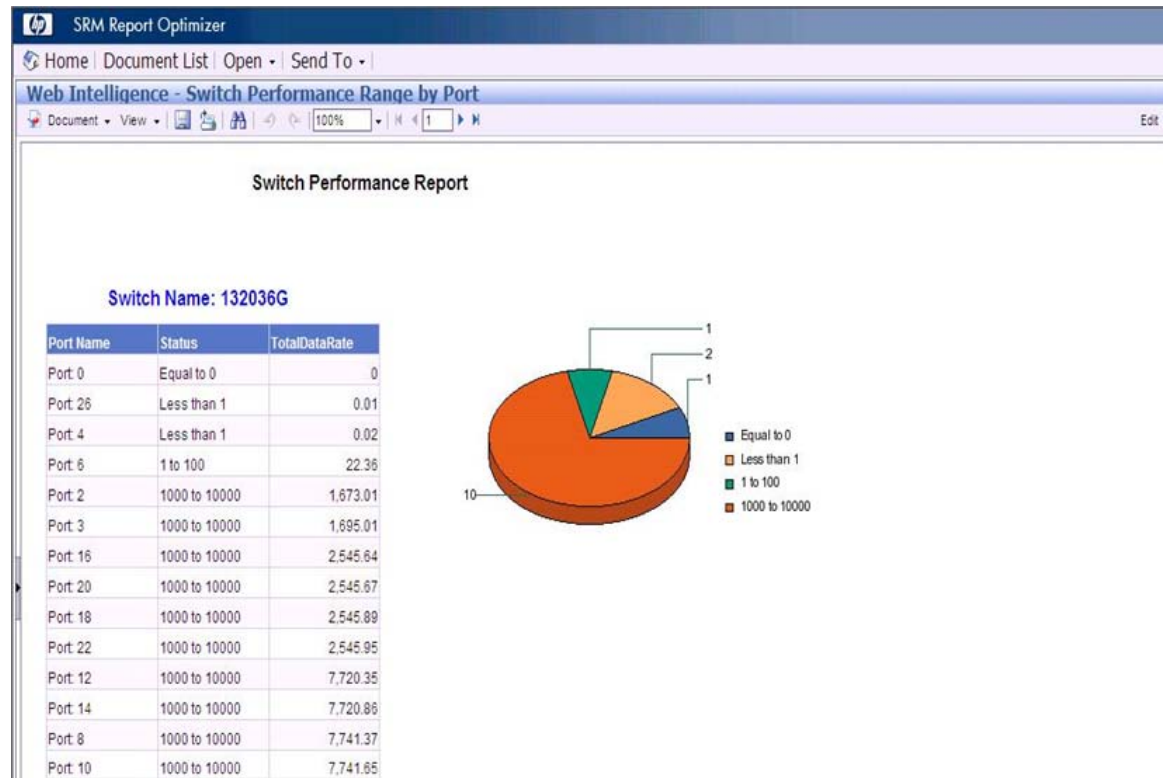 hp SRM Report Optimizer
Home | Document List | Open | Send To |
Web Intelligence - Switch Performance Range by Port
Document View 100% 1 Edit
Switch Performance Report
Switch Name: 132036G
Port Name Status TotalDataRate
Port: 0 Equal to 0 0
Port: 26 Less than 1 0.01
Port: 4 Less than 1 0.02
Port: 6 1 to 100 22.36
Port: 2 1000 to 10000 1,673.01
Port: 3 1000 to 10000 1,695.01
Port: 16 1000 to 10000 2,545.64
Port: 20 1000 to 10000 2,545.67
Port: 18 1000 to 10000 2,545.89
Port: 22 1000 to 10000 2,545.95
Port: 12 1000 to 10000 7,720.35
Port: 14 1000 to 10000 7,720.86
Port: 8 1000 to 10000 7,741.37
Port: 10 1000 to 10000 7,741.65
1
2
1
10
Equal to 0
Less than 1
1 to 100
1000 to 10000